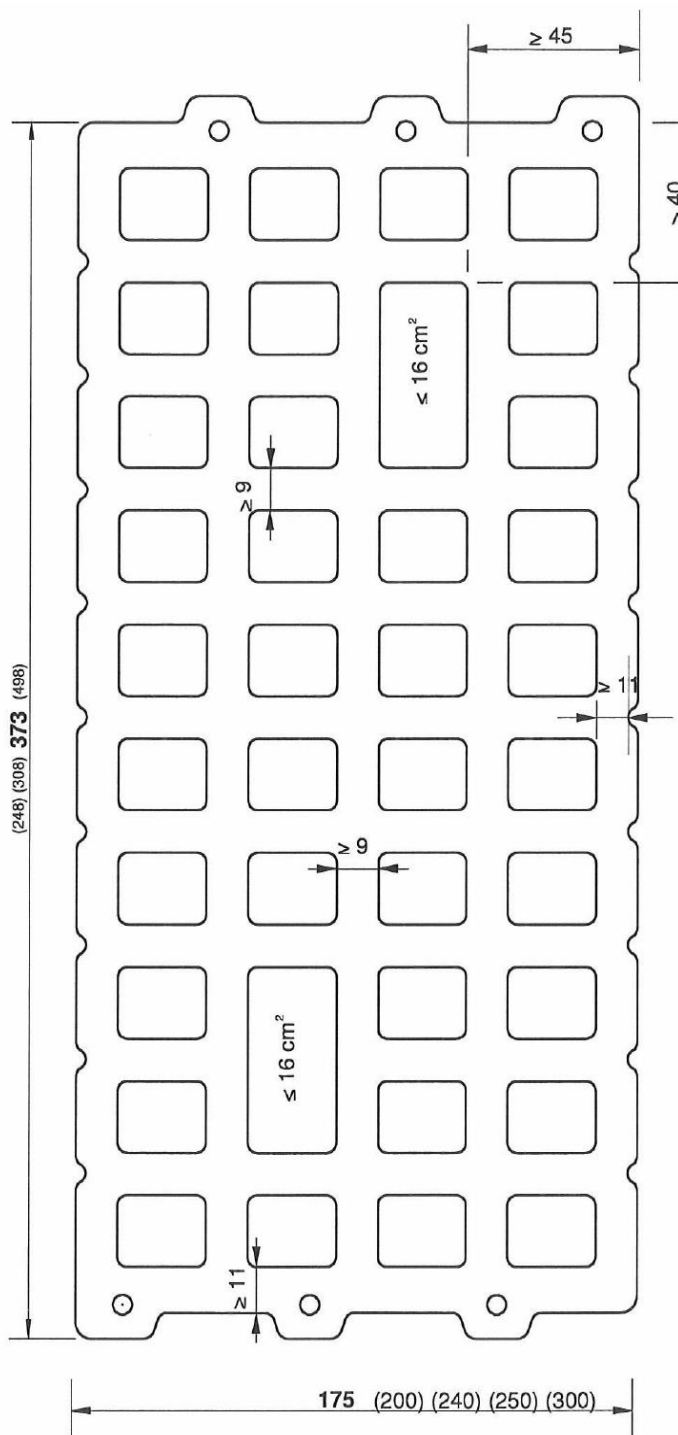 ≥ 45
≥ 40
≤ 16 cm²
≥ 9
≥ 11
(248) (308) 373 (498)
≥ 9
≤ 16 cm²
≥ 11
175 (200) (240) (250) (300)